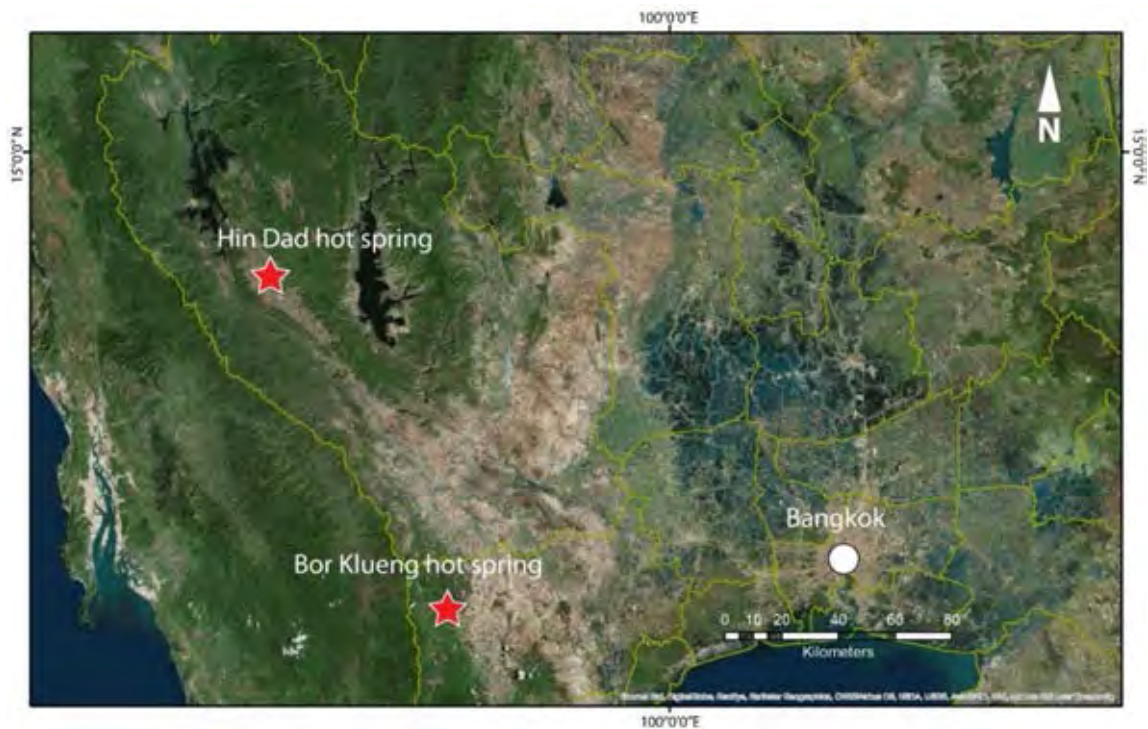 100°0'0"E
15°0'0"N
N
15°0'0"N
Hin Dad hot spring
Bangkok
Bor Klueng hot spring
0 10 20 40 60 80
Kilometers
100°0'0"E